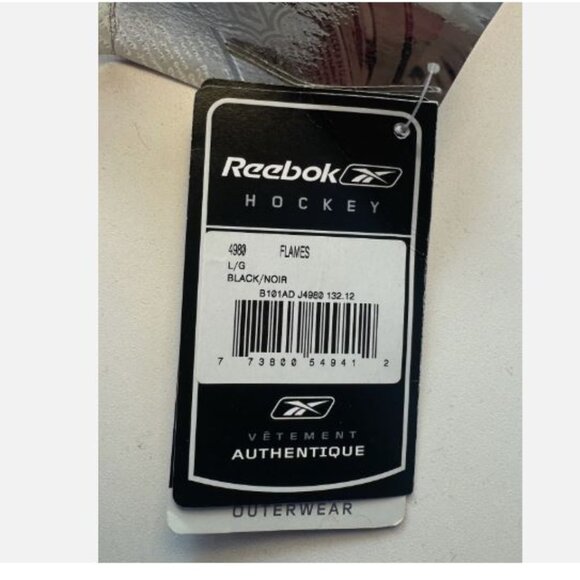 Reebok
HOCKEY
4980 FLAMES
L/G
BLACK/NOIR
B101AD J4980 132.12
7 73800 54941 2
VÊTEMENT
AUTHENTIQUE
OUTERWEAR